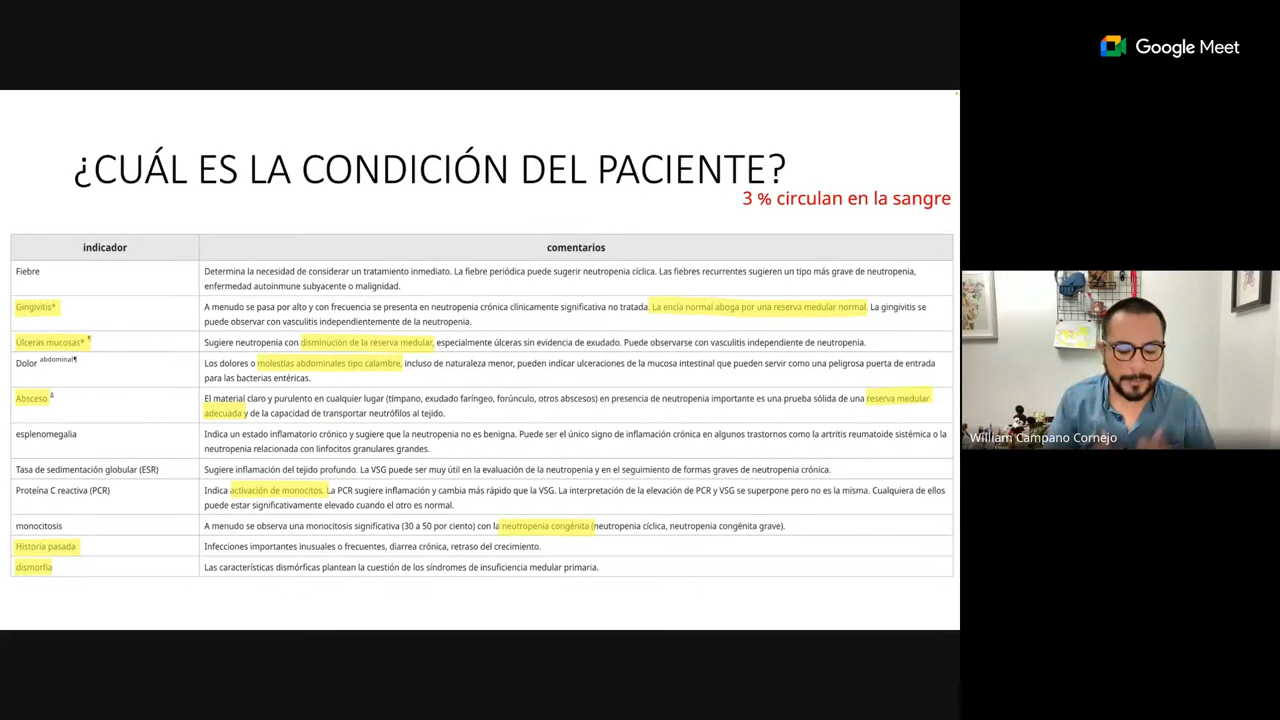 Google Meet
¿CUÁL ES LA CONDICIÓN DEL PACIENTE?
3 % circulan en la sangre
indicador comentarios
Fiebre Determina la necesidad de considerar un tratamiento inmediato. La fiebre periódica puede sugerir neutropenia cíclica. Las fiebres recurrentes sugieren un tipo más grave de neutropenia,
enfermedad autoinmune subyacente o malignidad.
Gingivitis* A menudo se pasa por alto y con frecuencia se presenta en neutropenia crónica clínicamente significativa no tratada. La encía normal aboga por una reserva medular normal. La gingivitis se
puede observar con vasculitis independientemente de la neutropenia.
Úlceras mucosas* ¶ Sugiere neutropenia con disminución de la reserva medular, especialmente úlceras sin evidencia de exudado. Puede observarse con vasculitis independiente de neutropenia.
Dolor abdominal¶ Los dolores o molestias abdominales tipo calambre, incluso de naturaleza menor, pueden indicar ulceraciones de la mucosa intestinal que pueden servir como una peligrosa puerta de entrada
para las bacterias entéricas.
Absceso Δ El material claro y purulento en cualquier lugar (tímpano, exudado faríngeo, forúnculo, otros abscesos) en presencia de neutropenia importante es una prueba sólida de una reserva medular
adecuada y de la capacidad de transportar neutrófilos al tejido.
esplenomegalia Indica un estado inflamatorio crónico y sugiere que la neutropenia no es benigna. Puede ser el único signo de inflamación crónica en algunos trastornos como la artritis reumatoide sistémica o la
neutropenia relacionada con linfocitos granulares grandes.
Tasa de sedimentación globular (ESR) Sugiere inflamación del tejido profundo. La VSG puede ser muy útil en la evaluación de la neutropenia y en el seguimiento de formas graves de neutropenia crónica.
Proteína C reactiva (PCR) Indica activación de monocitos. La PCR sugiere inflamación y cambia más rápido que la VSG. La interpretación de la elevación de PCR y VSG se superpone pero no es la misma. Cualquiera de ellos
puede estar significativamente elevado cuando el otro es normal.
monocitosis A menudo se observa una monocitosis significativa (30 a 50 por ciento) con la neutropenia congénita (neutropenia cíclica, neutropenia congénita grave).
Historia pasada Infecciones importantes inusuales o frecuentes, diarrea crónica, retraso del crecimiento.
dismorfia Las características dismórficas plantean la cuestión de los síndromes de insuficiencia medular primaria.
William Campano Cornejo